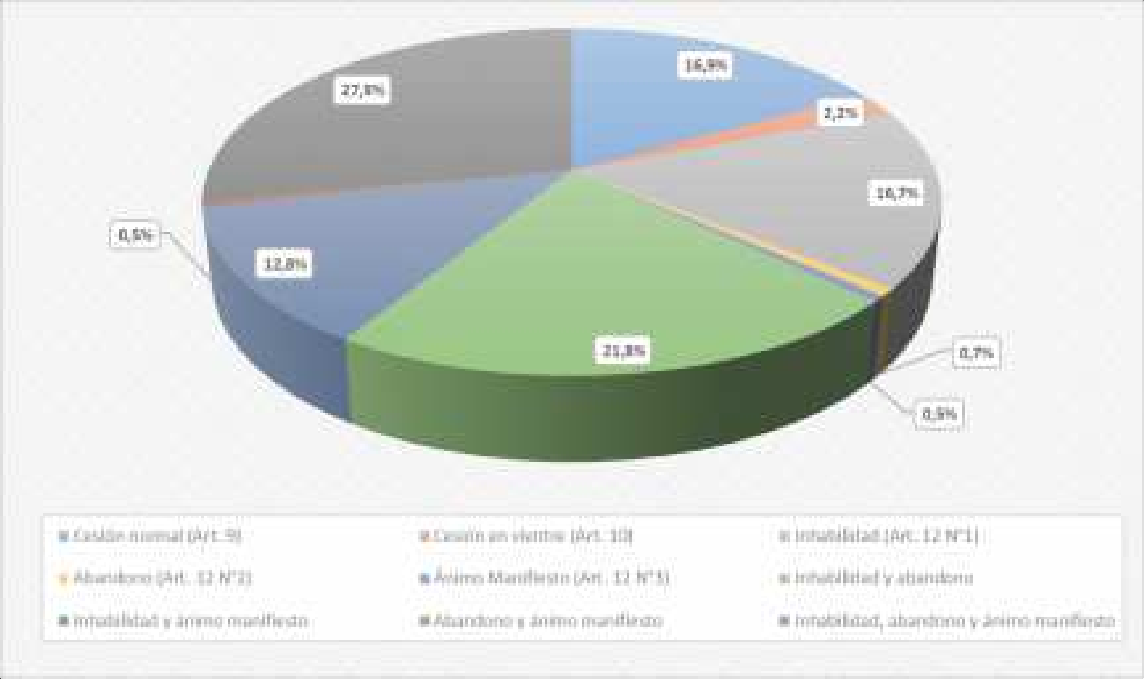 16,9%
2,2%
16,7%
0,7%
0,5%
21,8%
12,8%
0,5%
27,8%
Cesión normal (Art. 9)
Cesión en vientre (Art. 10)
Inhabilidad (Art. 12 N°1)
Abandono (Art. 12 N°2)
Ánimo Manifiesto (Art. 12 N°3)
Inhabilidad y abandono
Inhabilidad y ánimo manifiesto
Abandono y ánimo manifiesto
Inhabilidad, abandono y ánimo manifiesto